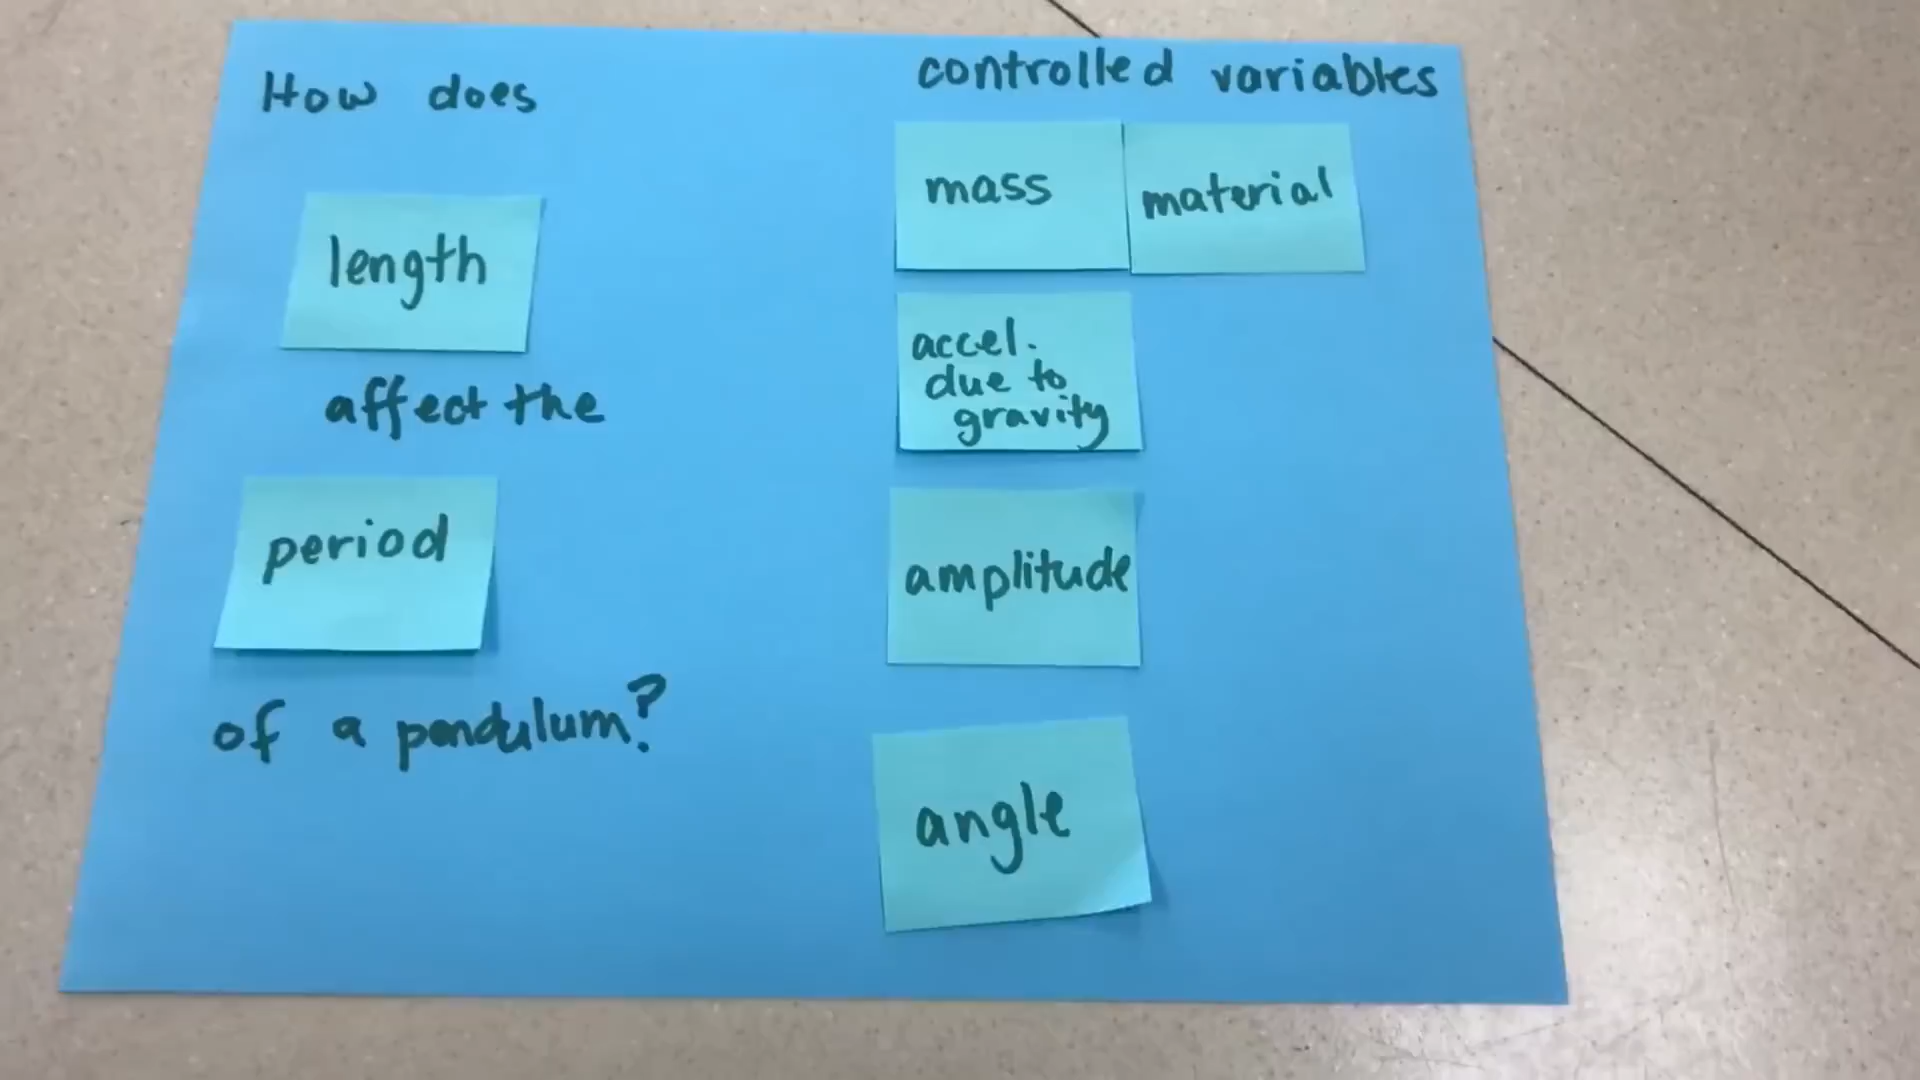 How does
length
affect the
period
of a pendulum?
controlled variables
mass
material
accel.
due to
gravity
amplitude
angle